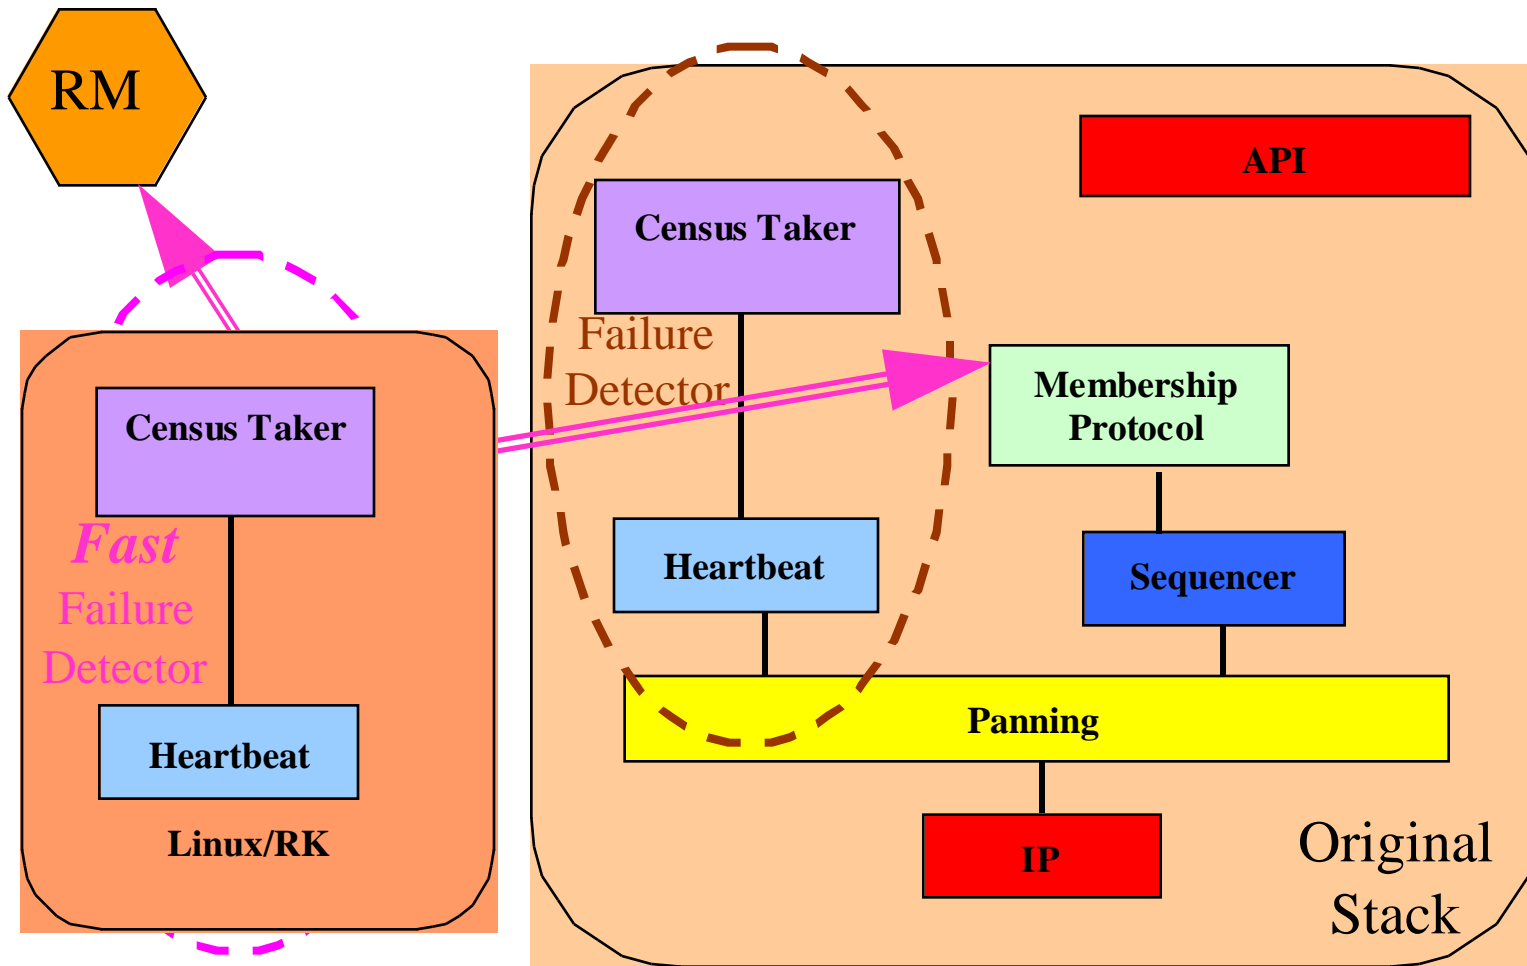 RM
Census Taker
Fast
Failure
Detector
Heartbeat
Linux/RK
API
Census Taker
Failure
Detector
Membership
Protocol
Heartbeat
Sequencer
Panning
IP
Original
Stack